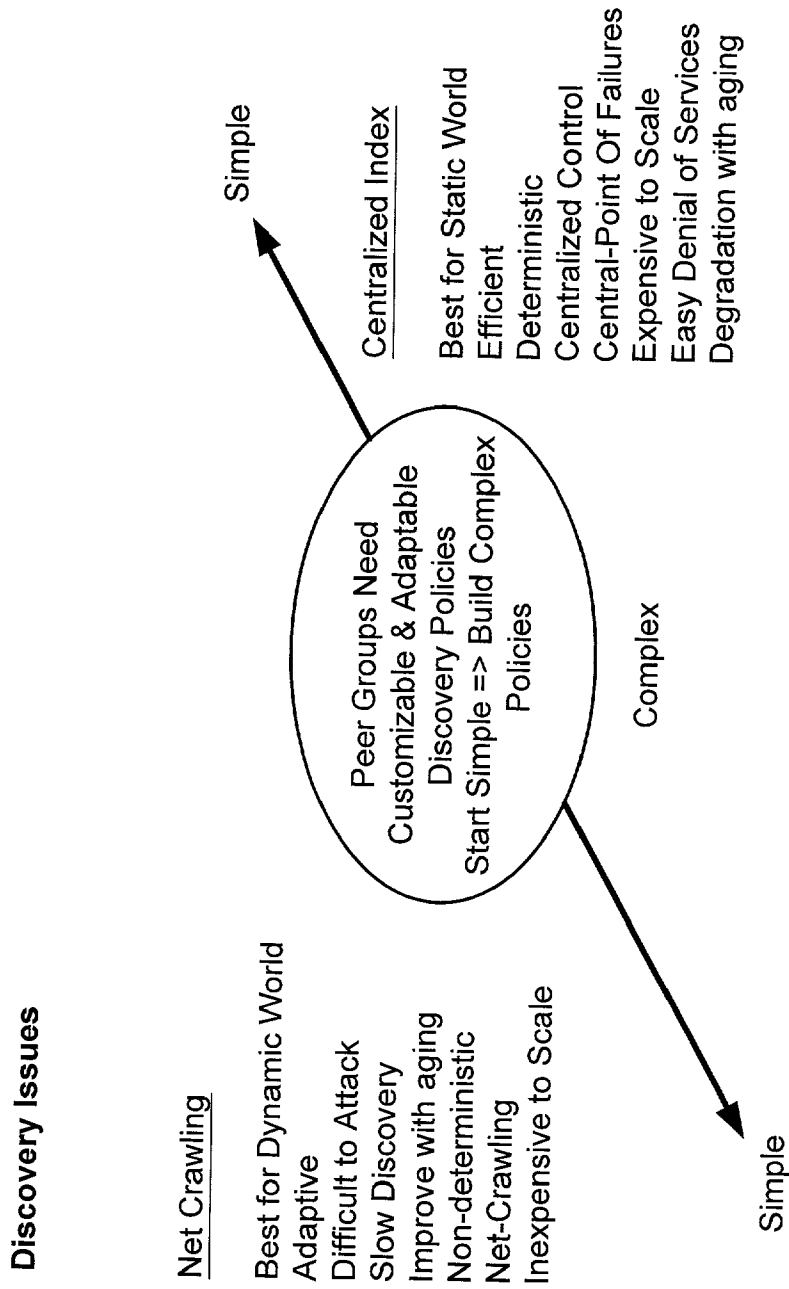 Discovery Issues
Net Crawling
Best for Dynamic World
Adaptive
Difficult to Attack
Slow Discovery
Improve with aging
Non-deterministic
Net-Crawling
Inexpensive to Scale
Simple
Peer Groups Need
Customizable & Adaptable
Discovery Policies
Start Simple => Build Complex
Policies
Complex
Simple
Centralized Index
Best for Static World
Efficient
Deterministic
Centralized Control
Central-Point Of Failures
Expensive to Scale
Easy Denial of Services
Degradation with aging